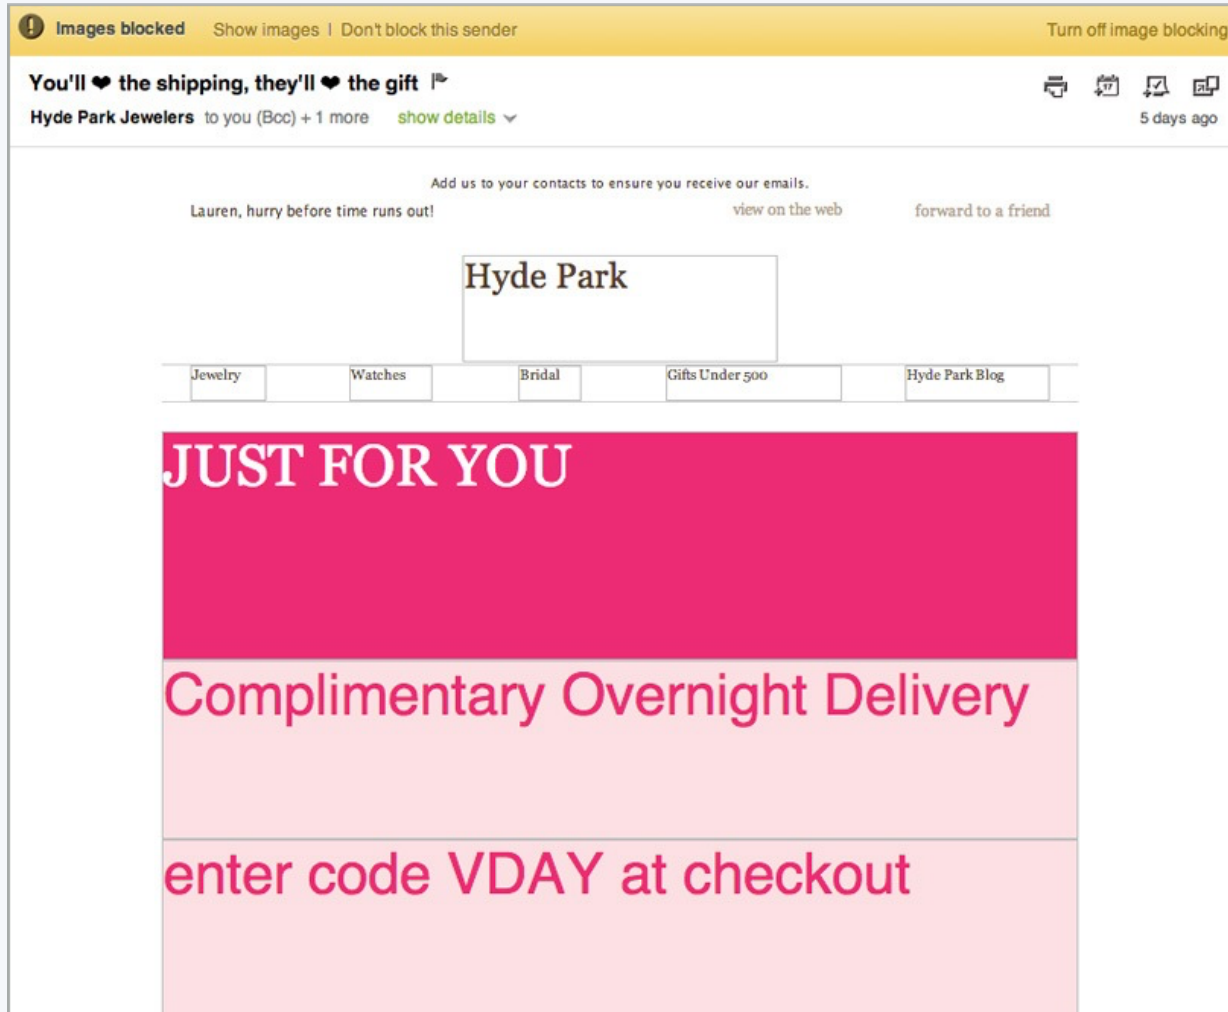 Images blocked Show images | Don't block this sender Turn off image blocking
You'll ❤ the shipping, they'll ❤ the gift
17
Hyde Park Jewelers to you (Bcc) + 1 more show details 5 days ago
Add us to your contacts to ensure you receive our emails.
Lauren, hurry before time runs out! view on the web forward to a friend
Hyde Park
Jewelry Watches Bridal Gifts Under 500 Hyde Park Blog
JUST FOR YOU
Complimentary Overnight Delivery
enter code VDAY at checkout